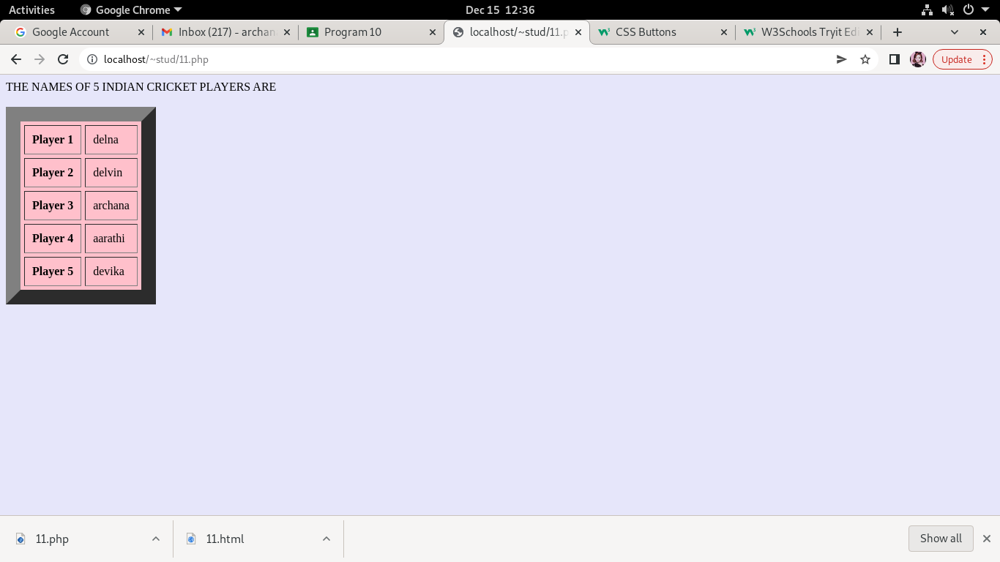 Activities Google Chrome Dec 15 12:36
Google Account Inbox (217) - archan Program 10 localhost/~stud/11.p CSS Buttons W3Schools Tryit Edi
localhost/~stud/11.php Update
THE NAMES OF 5 INDIAN CRICKET PLAYERS ARE
Player 1 delna
Player 2 delvin
Player 3 archana
Player 4 aarathi
Player 5 devika
11.php 11.html Show all